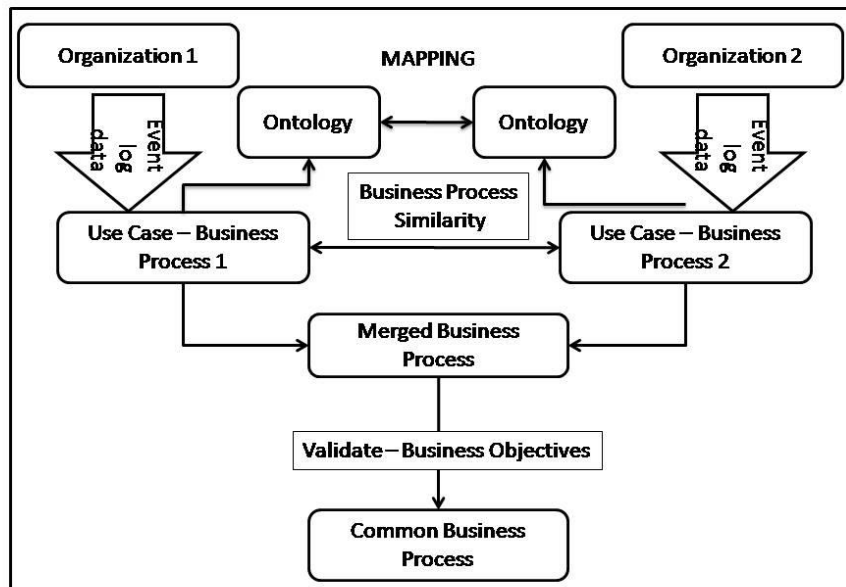 Organization 1
MAPPING
Organization 2
Event
log
data
Ontology
Ontology
Event
log
data
Business Process
Similarity
Use Case – Business
Process 1
Use Case – Business
Process 2
Merged Business
Process
Validate – Business Objectives
Common Business
Process